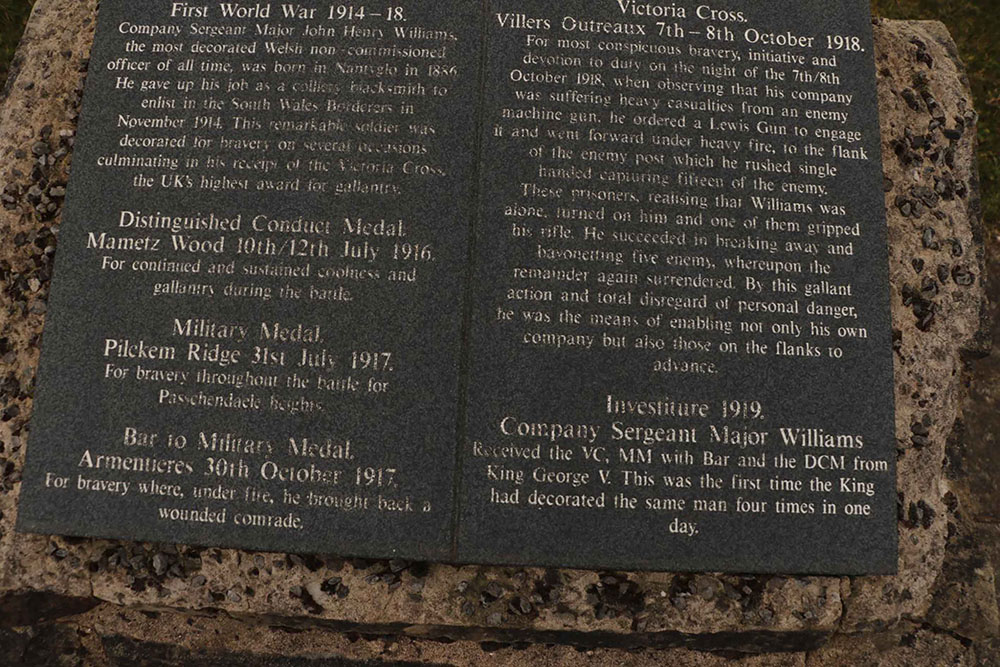 First World War 1914–18.
Company Sergeant Major John Henry Williams,
the most decorated Welsh non-commissioned
officer of all time, was born in Nantyglo in 1886
He gave up his job as a colliery blacksmith to
enlist in the South Wales Borderers in
November 1914. This remarkable soldier was
decorated for bravery on several occasions
culminating in his receipt of the Victoria Cross,
the UK's highest award for gallantry.
Distinguished Conduct Medal.
Mametz Wood 10th/12th July 1916.
For continued and sustained coolness and
gallantry during the battle.
Military Medal.
Pilckem Ridge 31st July 1917.
For bravery throughout the battle for
Passchendaele heights.
Bar to Military Medal.
Armentieres 30th October 1917.
For bravery where, under fire, he brought back a
wounded comrade.
Victoria Cross.
Villers Outreaux 7th–8th October 1918.
For most conspicuous bravery, initiative and
devotion to duty on the night of the 7th/8th
October 1918, when observing that his company
was suffering heavy casualties from an enemy
machine gun, he ordered a Lewis Gun to engage
it and went forward under heavy fire, to the flank
of the enemy post which he rushed single
handed capturing fifteen of the enemy.
These prisoners, realising that Williams was
alone, turned on him and one of them gripped
his rifle. He succeeded in breaking away and
bayonetting five enemy, whereupon the
remainder again surrendered. By this gallant
action and total disregard of personal danger,
he was the means of enabling not only his own
company but also those on the flanks to
advance.
Investiture 1919.
Company Sergeant Major Williams
Received the VC, MM with Bar and the DCM from
King George V. This was the first time the King
had decorated the same man four times in one
day.